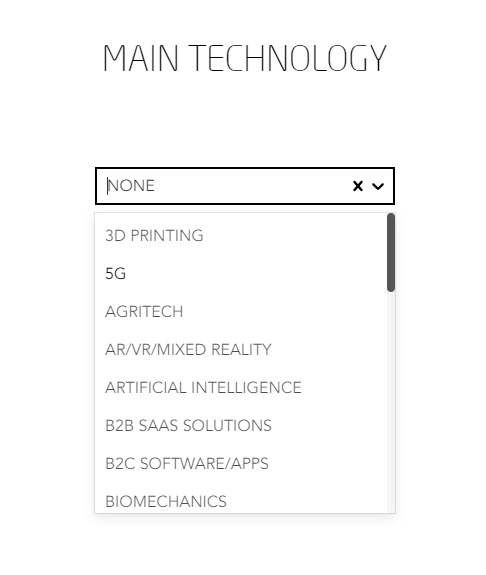 MAIN TECHNOLOGY
NONE
3D PRINTING
5G
AGRITECH
AR/VR/MIXED REALITY
ARTIFICIAL INTELLIGENCE
B2B SAAS SOLUTIONS
B2C SOFTWARE/APPS
BIOMECHANICS